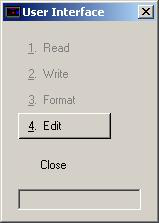 User Interface
1. Read
2. Write
3. Format
4. Edit
Close